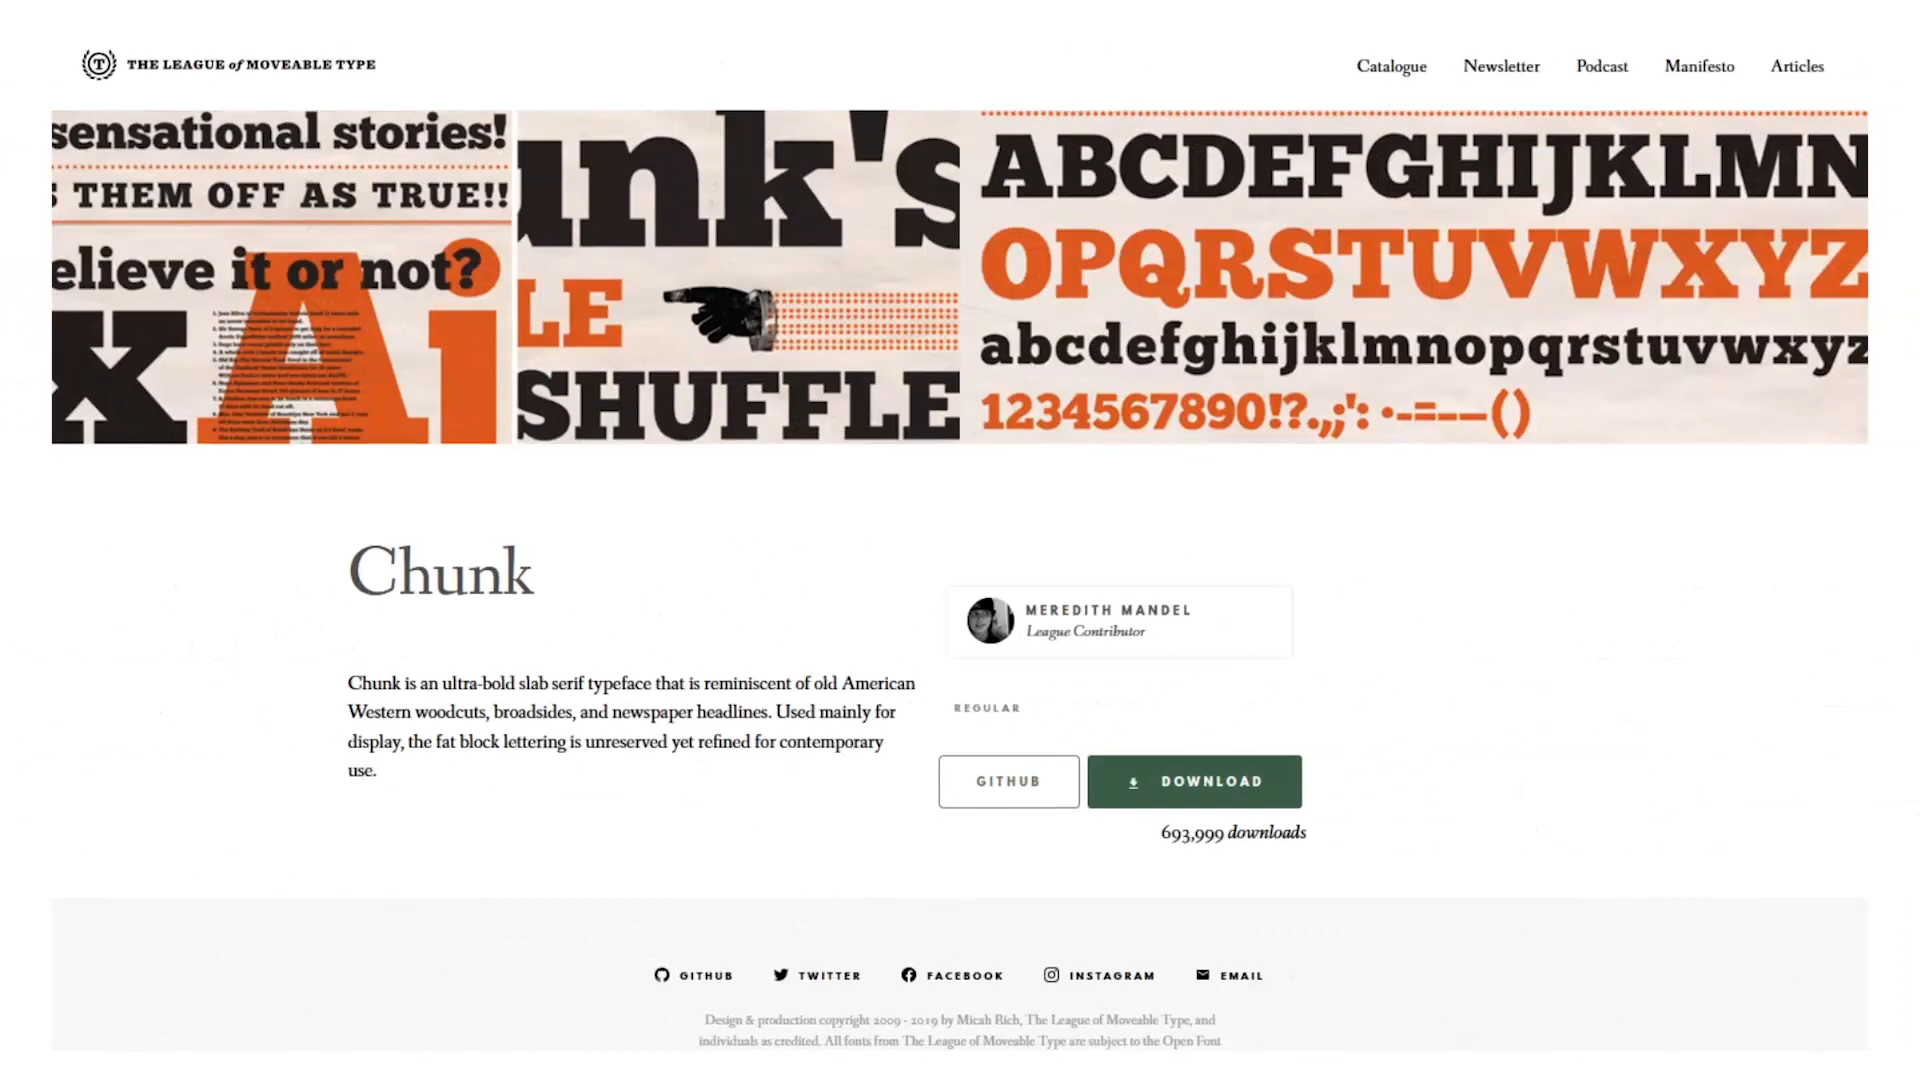 THE LEAGUE of MOVEABLE TYPE
Catalogue Newsletter Podcast Manifesto Articles
sensational stories!
THEM OFF AS TRUE!!
elieve it or not?
x Ai
unk's
LE
SHUFFLE
ABCDEFGHIJKLMN
OPQRSTUVWXYZ
abcdefghijklmnopqrstuvwxyz
1234567890!?.,,;': •-=-—()
Chunk
Chunk is an ultra-bold slab serif typeface that is reminiscent of old American
Western woodcuts, broadsides, and newspaper headlines. Used mainly for
display, the fat block lettering is unreserved yet refined for contemporary
use.
MEREDITH MANDEL
League Contributor
REGULAR
GITHUB
DOWNLOAD
693,999 downloads
GITHUB TWITTER FACEBOOK INSTAGRAM EMAIL
Design & production copyright 2009 - 2019 by Micah Rich, The League of Moveable Type, and
individuals as credited. All fonts from The League of Moveable Type are subject to the Open Font